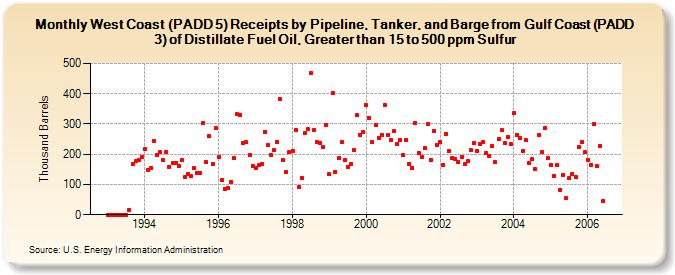 Monthly West Coast (PADD 5) Receipts by Pipeline, Tanker, and Barge from Gulf Coast (PADD
3) of Distillate Fuel Oil, Greater than 15 to 500 ppm Sulfur
Thousand Barrels
500
400
300
200
100
0
1994 1996 1998 2000 2002 2004 2006
Source: U.S. Energy Information Administration